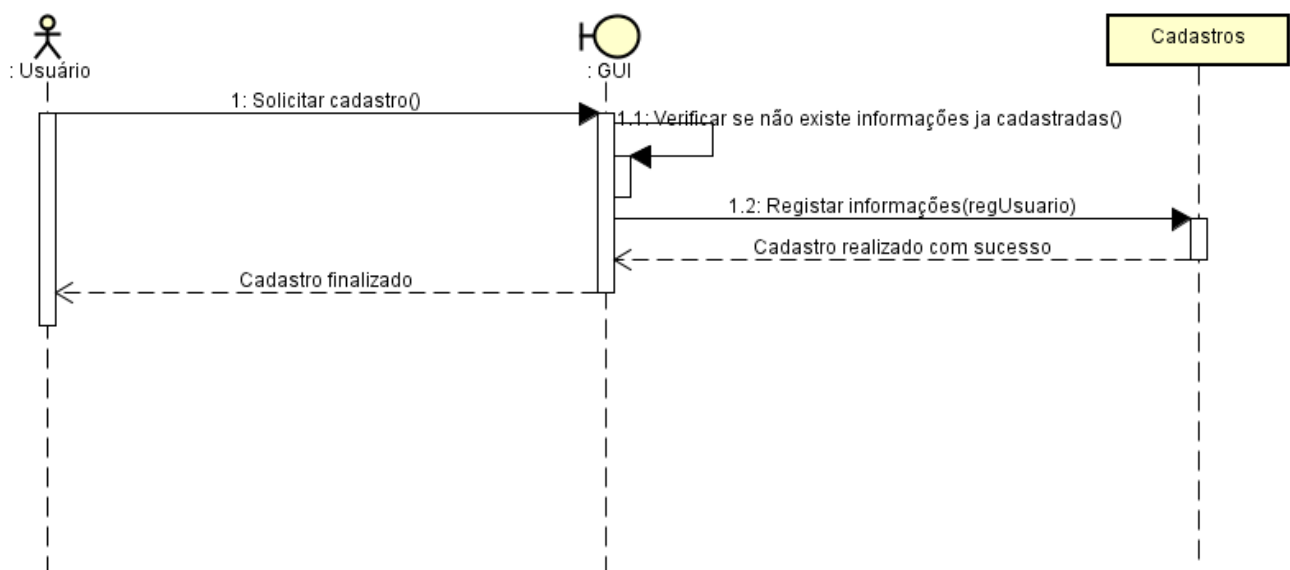 : Usuário
: GUI
Cadastros
1: Solicitar cadastro()
1.1: Verificar se não existe informações ja cadastradas()
1.2: Registar informações(regUsuario)
Cadastro realizado com sucesso
Cadastro finalizado